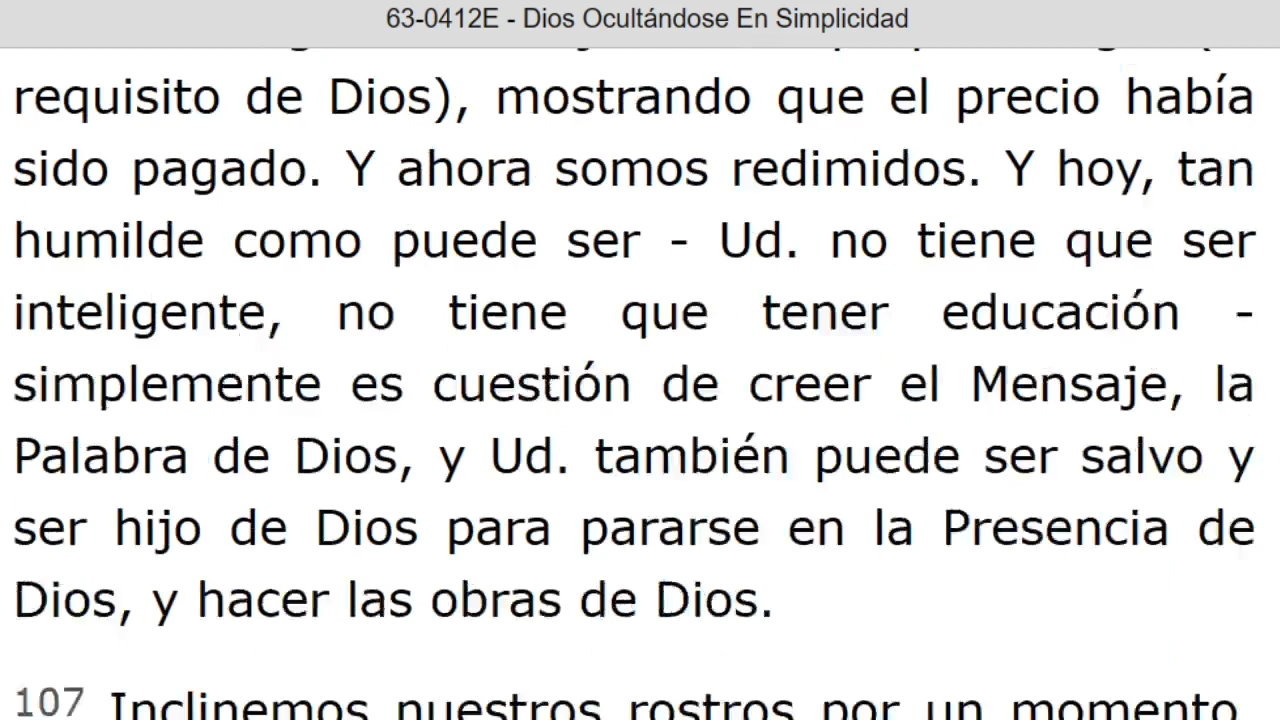 63-0412E - Dios Ocultándose En Simplicidad
requisito de Dios), mostrando que el precio había
sido pagado. Y ahora somos redimidos. Y hoy, tan
humilde como puede ser - Ud. no tiene que ser
inteligente, no tiene que tener educación -
simplemente es cuestión de creer el Mensaje, la
Palabra de Dios, y Ud. también puede ser salvo y
ser hijo de Dios para pararse en la Presencia de
Dios, y hacer las obras de Dios.
107 Inclinemos nuestros rostros por un momento.